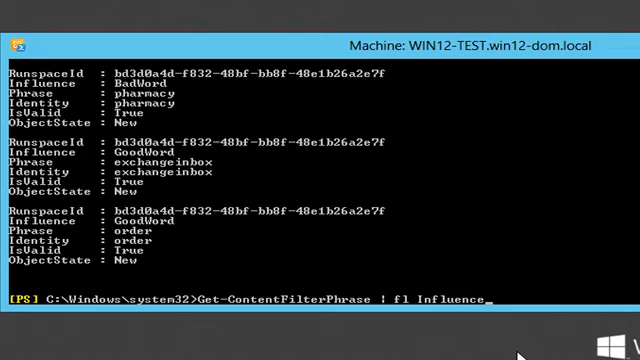 Machine: WIN12-TEST.win12-dom.local
RunspaceId : bd3d0a4d-f832-48bf-bb8f-48e1b26a2e7f
Influence : BadWord
Phrase : pharmacy
Identity : pharmacy
IsValid : True
ObjectState : New
RunspaceId : bd3d0a4d-f832-48bf-bb8f-48e1b26a2e7f
Influence : GoodWord
Phrase : exchangeinbox
Identity : exchangeinbox
IsValid : True
ObjectState : New
RunspaceId : bd3d0a4d-f832-48bf-bb8f-48e1b26a2e7f
Influence : GoodWord
Phrase : order
Identity : order
IsValid : True
ObjectState : New
[PS] C:\Windows\system32>Get-ContentFilterPhrase | fl Influence_